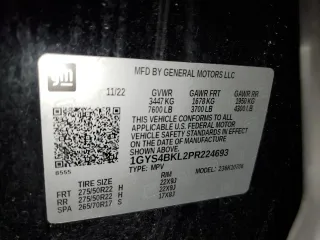 gm
MFD BY GENERAL MOTORS LLC
11/22 GVWR GAWR FRT GAWR RR
3447 KG 1678 KG 1950 KG
7600 LB 3700 LB 4300 LB
THIS VEHICLE CONFORMS TO ALL
APPLICABLE U.S. FEDERAL MOTOR
VEHICLE SAFETY STANDARDS IN
EFFECT ON THE DATE OF MANUFACTURE
SHOWN ABOVE.
1GYS4BKL2PR224693
0555 TYPE: MPV MODEL:
TIRE SIZE RIM
FRT 275/50R22 H 22X9J
RR 275/50R22 H 22X9J
SPA 265/70R17 S 17X8J